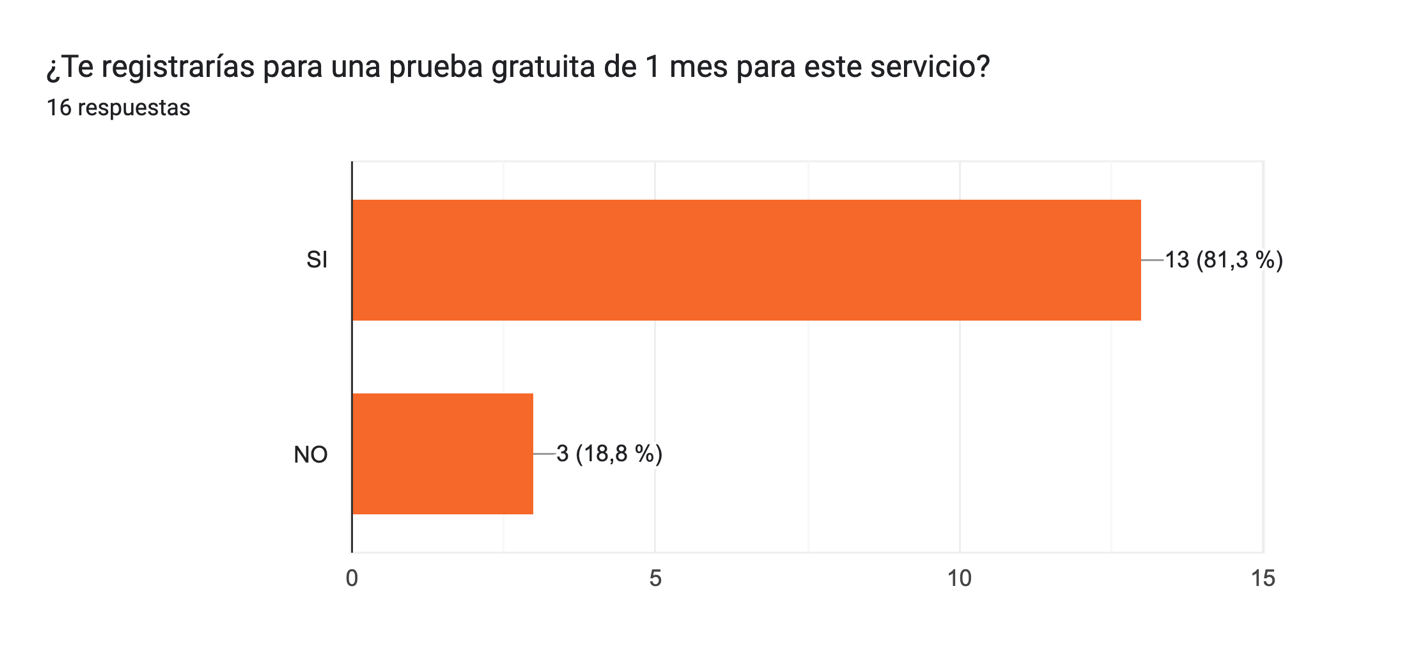 ¿Te registrarías para una prueba gratuita de 1 mes para este servicio?
16 respuestas
SI
13 (81,3 %)
NO
3 (18,8 %)
0
5
10
15